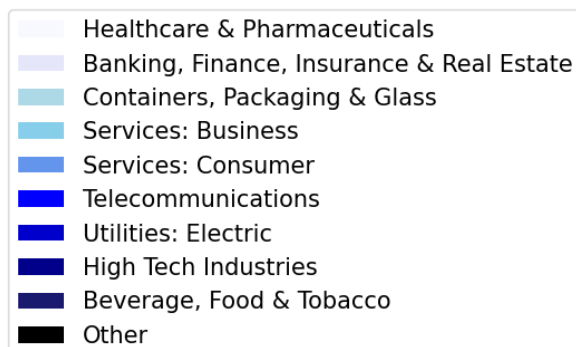 Healthcare & Pharmaceuticals
Banking, Finance, Insurance & Real Estate
Containers, Packaging & Glass
Services: Business
Services: Consumer
Telecommunications
Utilities: Electric
High Tech Industries
Beverage, Food & Tobacco
Other